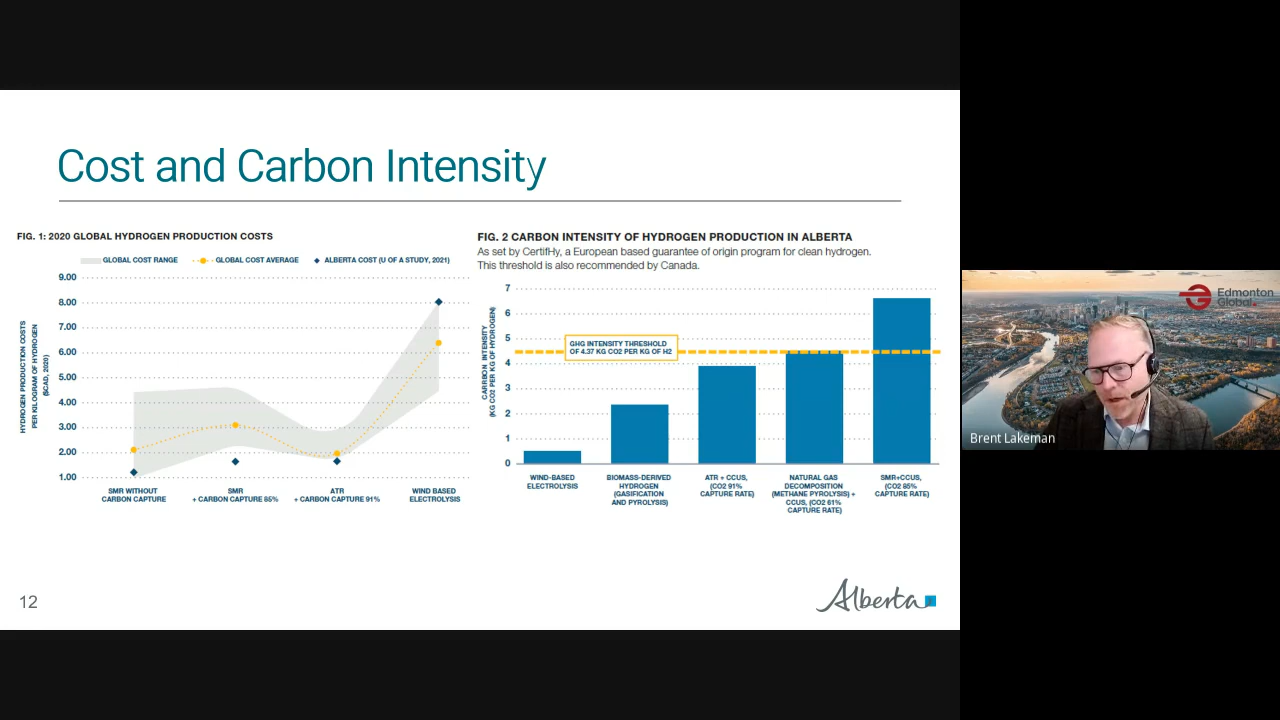 Cost and Carbon Intensity
FIG. 1: 2020 GLOBAL HYDROGEN PRODUCTION COSTS
GLOBAL COST RANGE
GLOBAL COST AVERAGE
ALBERTA COST (U OF A STUDY, 2021)
HYDROGEN PRODUCTION COSTS
PER KILOGRAM OF HYDROGEN
($CAD, 2020)
9.00
8.00
7.00
6.00
5.00
4.00
3.00
2.00
1.00
SMR WITHOUT
CARBON CAPTURE
SMR
+ CARBON CAPTURE 85%
ATR
+ CARBON CAPTURE 91%
WIND BASED
ELECTROLYSIS
FIG. 2 CARBON INTENSITY OF HYDROGEN PRODUCTION IN ALBERTA
As set by CertifHy, a European based guarantee of origin program for clean hydrogen.
This threshold is also recommended by Canada.
CARBON INTENSITY
(KG CO2 PER KG OF HYDROGEN)
7
6
5
4
3
2
1
0
GHG INTENSITY THRESHOLD
OF 4.37 KG CO2 PER KG OF H2
WIND-BASED
ELECTROLYSIS
BIOMASS-DERIVED
HYDROGEN
(GASIFICATION
AND PYROLYSIS)
ATR + CCUS,
(CO2 91%
CAPTURE RATE)
NATURAL GAS
DECOMPOSITION
(METHANE PYROLYSIS) +
CCUS, (CO2 61%
CAPTURE RATE)
SMR+CCUS,
(CO2 85%
CAPTURE RATE)
12
Alberta
Edmonton
Global.
Brent Lakeman